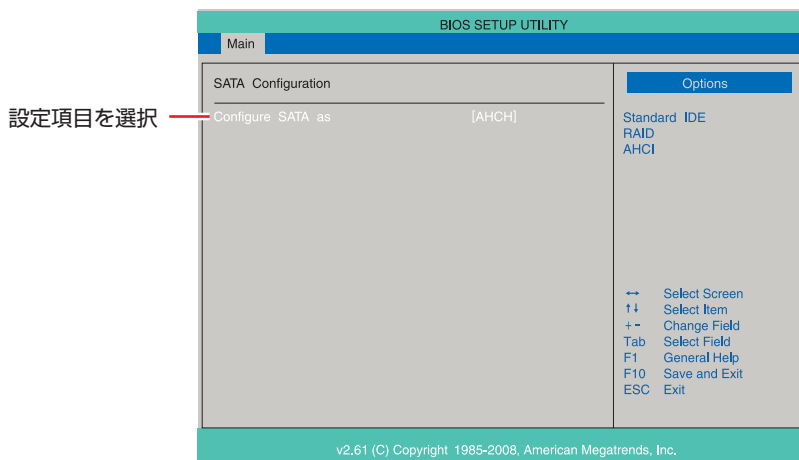 BIOS SETUP UTILITY
Main
SATA Configuration
設定項目を選択
Configure SATA as [AHCH]
Options
Standard IDE
RAID
AHCI
↔ Select Screen
↑↓ Select Item
+- Change Field
Tab Select Field
F1 General Help
F10 Save and Exit
ESC Exit
v2.61 (C) Copyright 1985-2008, American Megatrends, Inc.